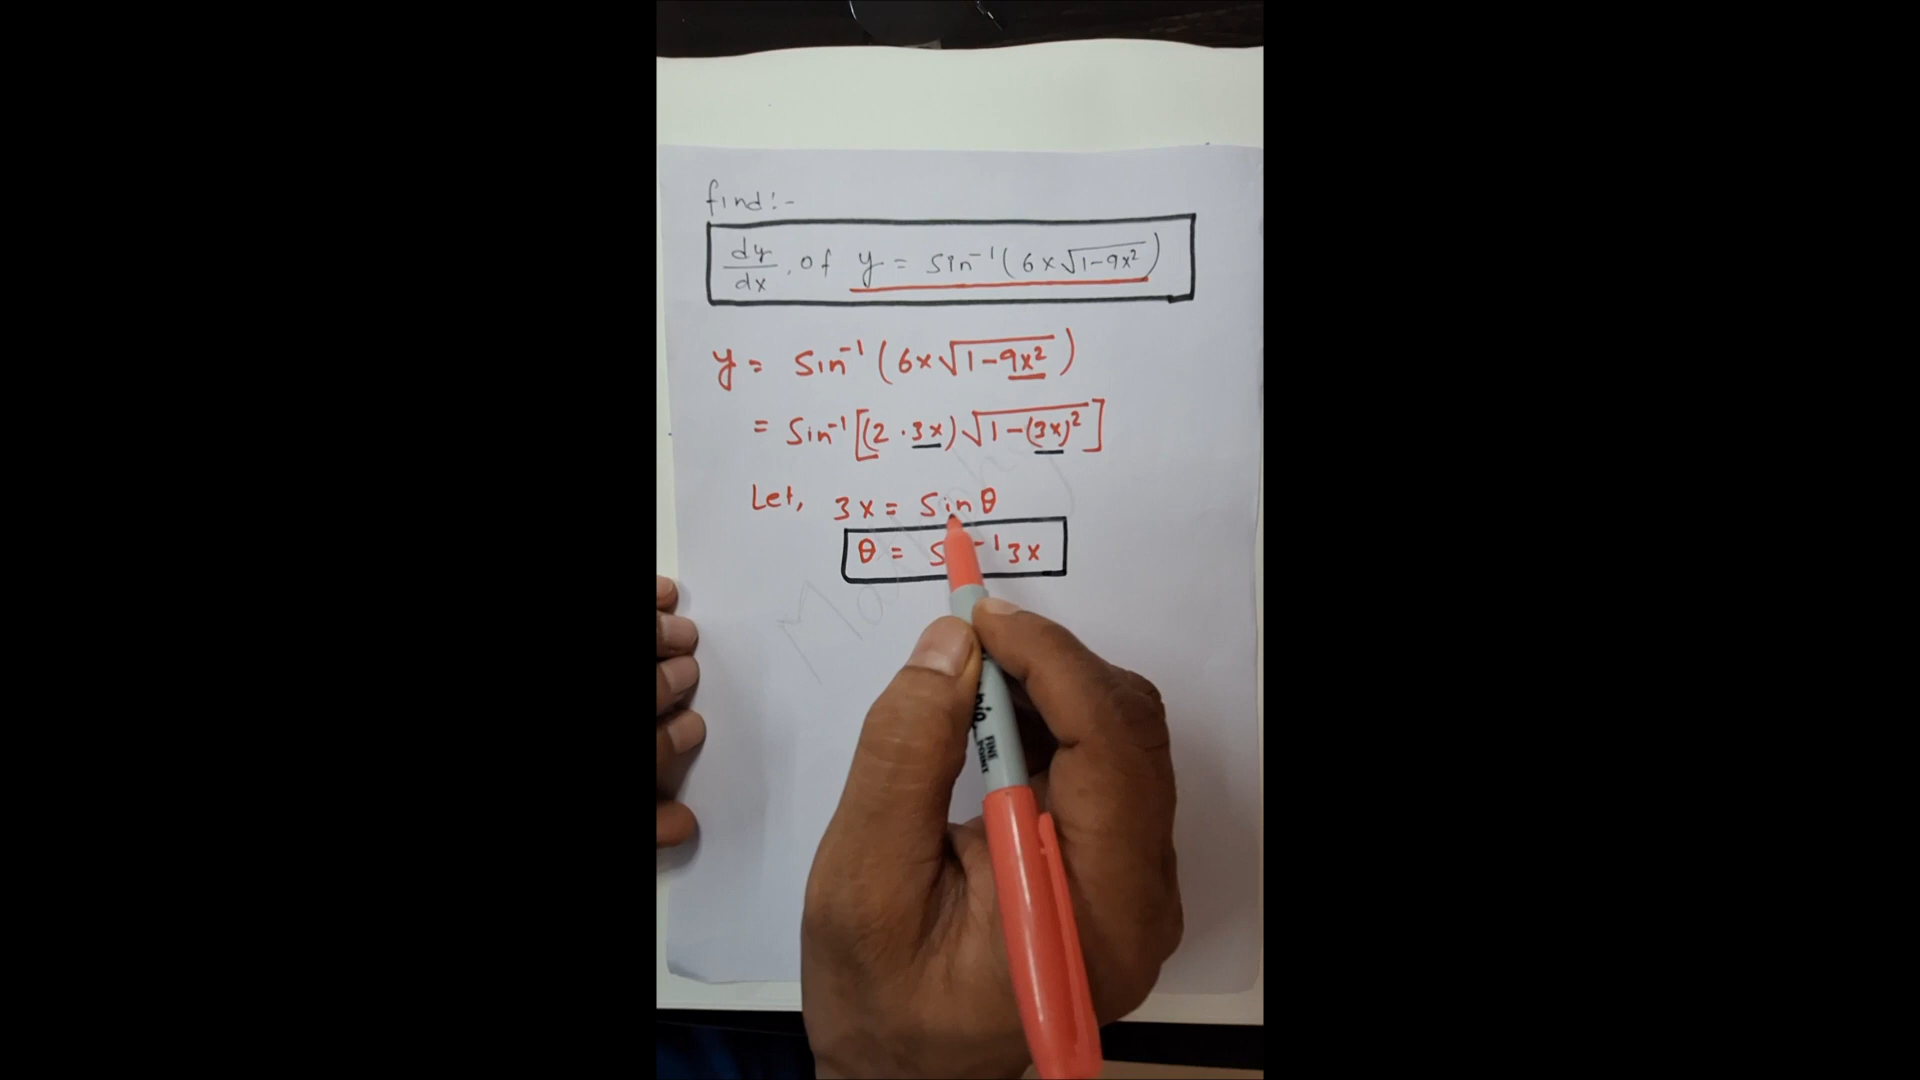 find:-
dy/dx, of y = Sin⁻¹(6x√1-9x²)
y = Sin⁻¹(6x√1-9x²)
= Sin⁻¹[(2·3x)√1-(3x)²]
Let, 3x = Sinθ
θ = S ⁻¹3x
FINE
POINT